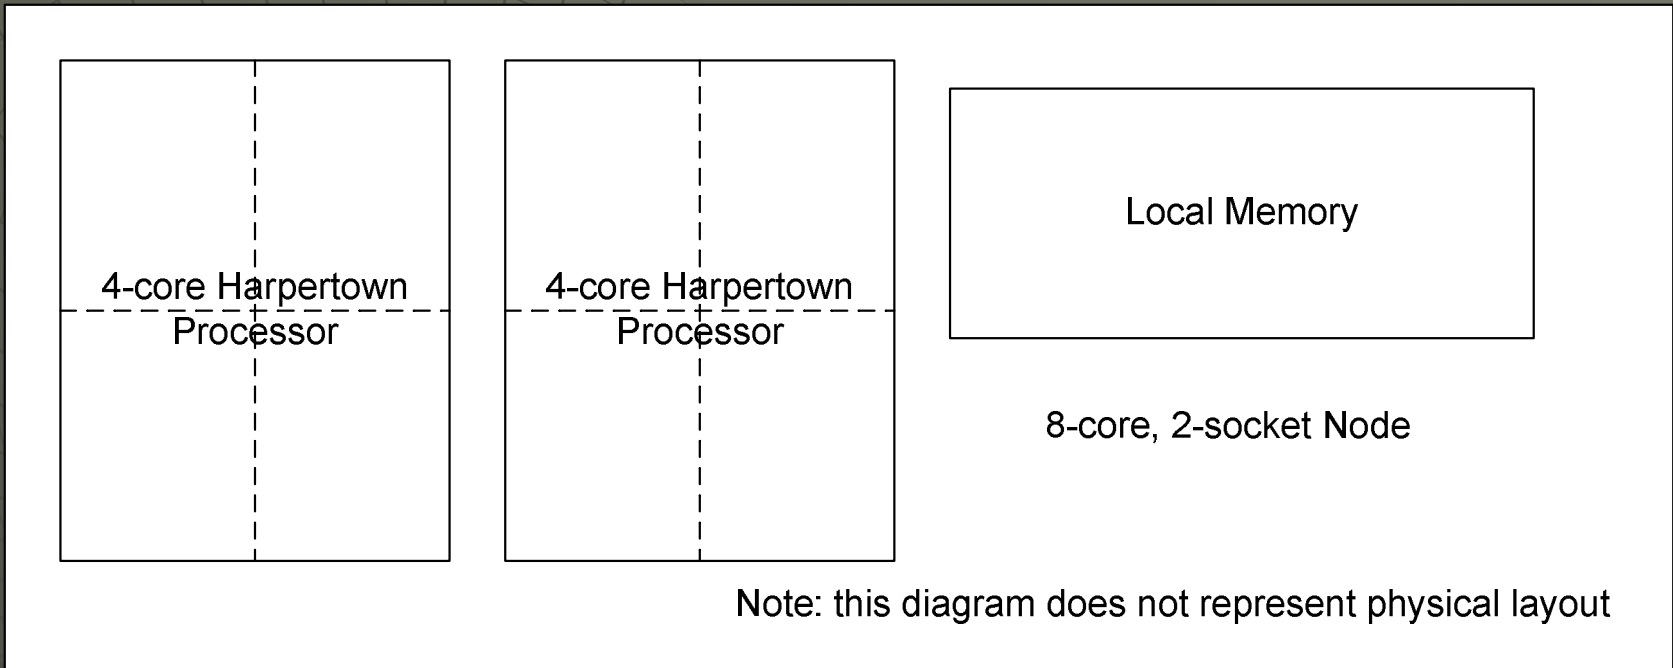 4-core Harpertown
Processor
4-core Harpertown
Processor
Local Memory
8-core, 2-socket Node
Note: this diagram does not represent physical layout